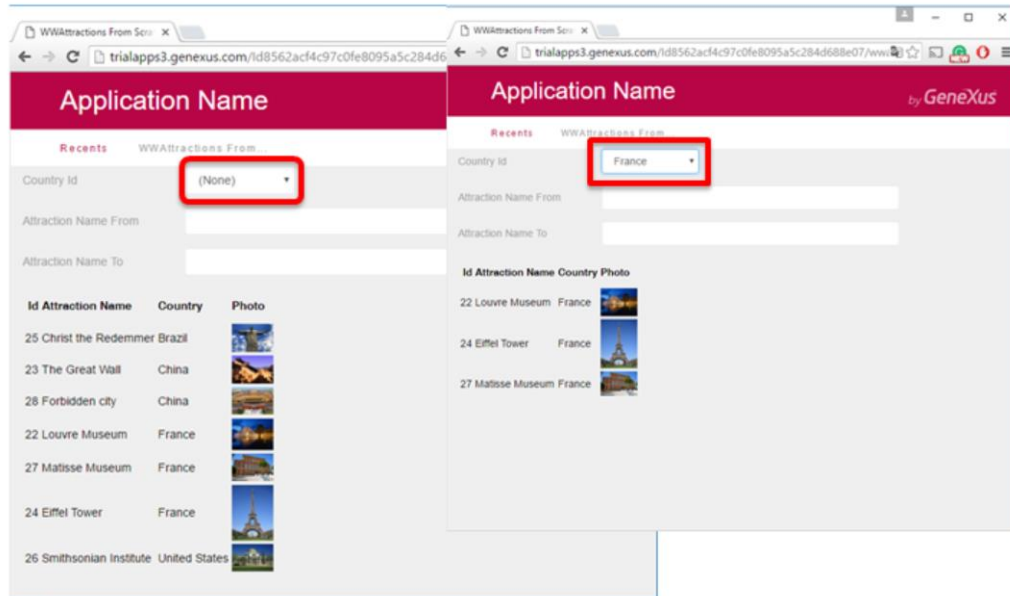 WWAttractions From Scra
trialapps3.genexus.com/Id8562acf4c97c0fe8095a5c284d6
Application Name
Recents WWAttractions From...
Country Id (None)
Attraction Name From
Attraction Name To
Id Attraction Name Country Photo
25 Christ the Redemmer Brazil
23 The Great Wall China
28 Forbidden city China
22 Louvre Museum France
27 Matisse Museum France
24 Eiffel Tower France
26 Smithsonian Institute United States
WWAttractions From Scra
trialapps3.genexus.com/Id8562acf4c97c0fe8095a5c284d688e07/wwa
Application Name
by GeneXus
Recents WWAttractions From...
Country Id France
Attraction Name From
Attraction Name To
Id Attraction Name Country Photo
22 Louvre Museum France
24 Eiffel Tower France
27 Matisse Museum France